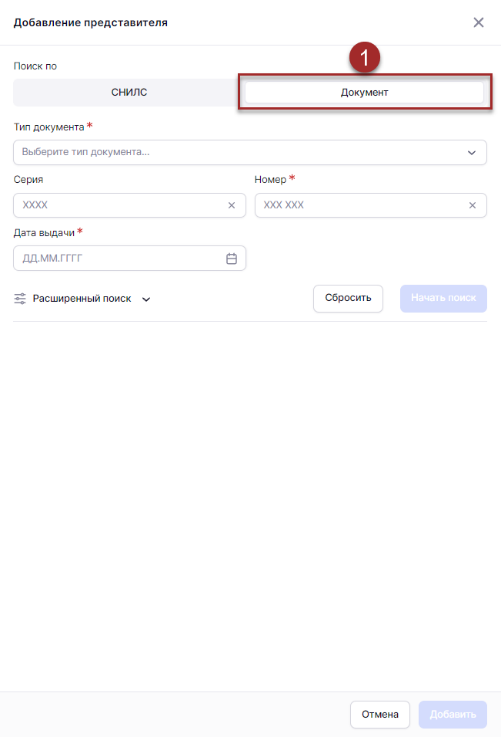 Добавление представителя
1
Поиск по
СНИЛС Документ
Тип документа *
Выберите тип документа...
Серия Номер *
XXXX XXX XXX
Дата выдачи *
ДД.ММ.ГГГГ
Расширенный поиск Сбросить Начать поиск
Отмена Добавить